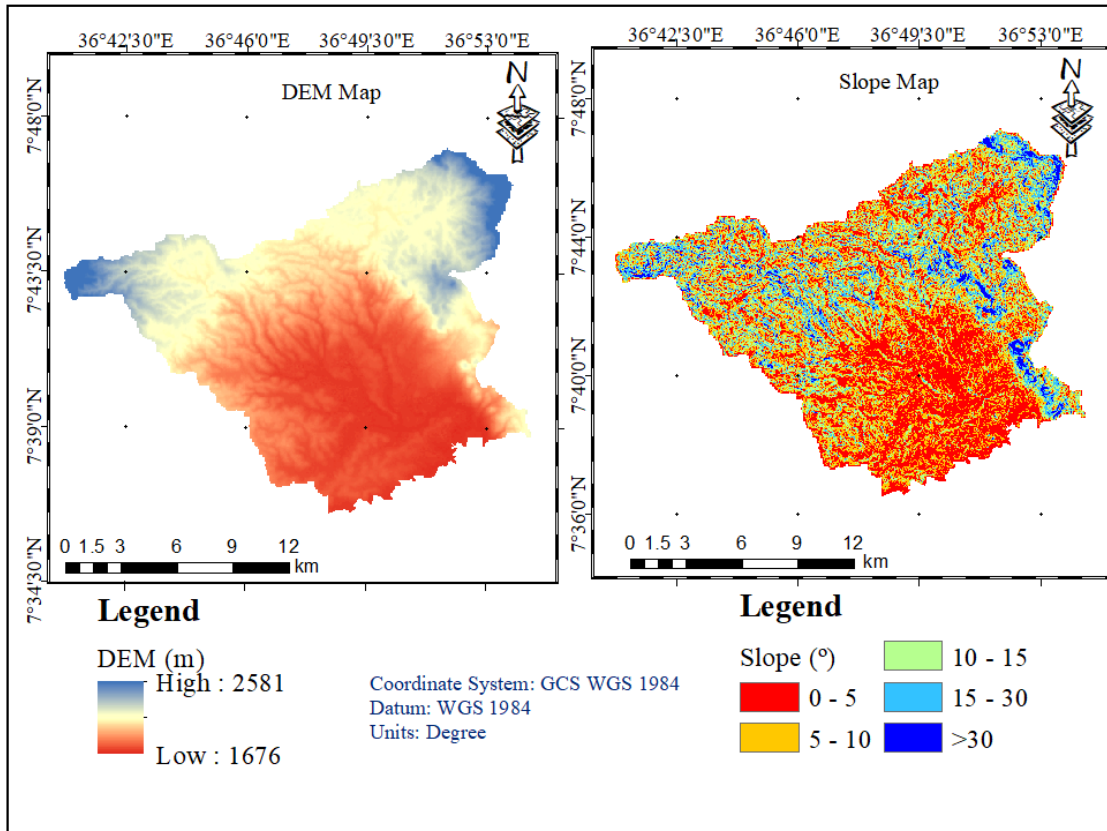 36°42'30"E 36°46'0"E 36°49'30"E 36°53'0"E
DEM Map
N
7°48'0"N
7°43'30"N
7°39'0"N
7°34'30"N
0 1.5 3 6 9 12
km
36°42'30"E 36°46'0"E 36°49'30"E 36°53'0"E
Slope Map
N
7°48'0"N
7°44'0"N
7°40'0"N
7°36'0"N
0 1.5 3 6 9 12
km
Legend
DEM (m)
High : 2581
Low : 1676
Coordinate System: GCS WGS 1984
Datum: WGS 1984
Units: Degree
Legend
Slope (º)
0 - 5
5 - 10
10 - 15
15 - 30
>30